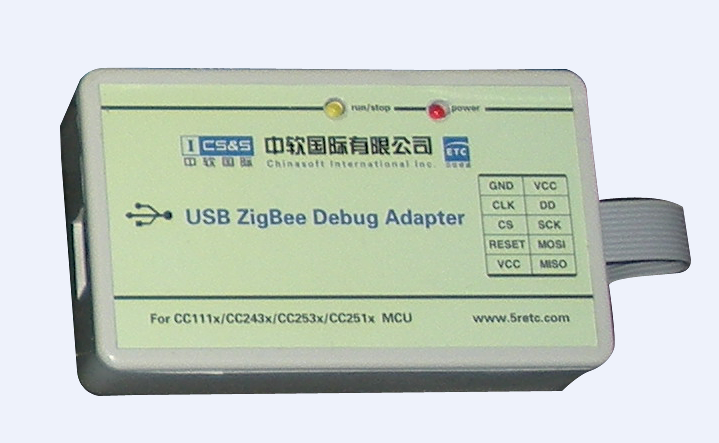 run/stop power
ICS&S 中软国际有限公司 ETC
中软国际 Chinasoft International Inc.
USB ZigBee Debug Adapter
GND VCC
CLK DD
CS SCK
RESET MOSI
VCC MISO
For CC111x/CC243x/CC253x/CC251x MCU www.5retc.com